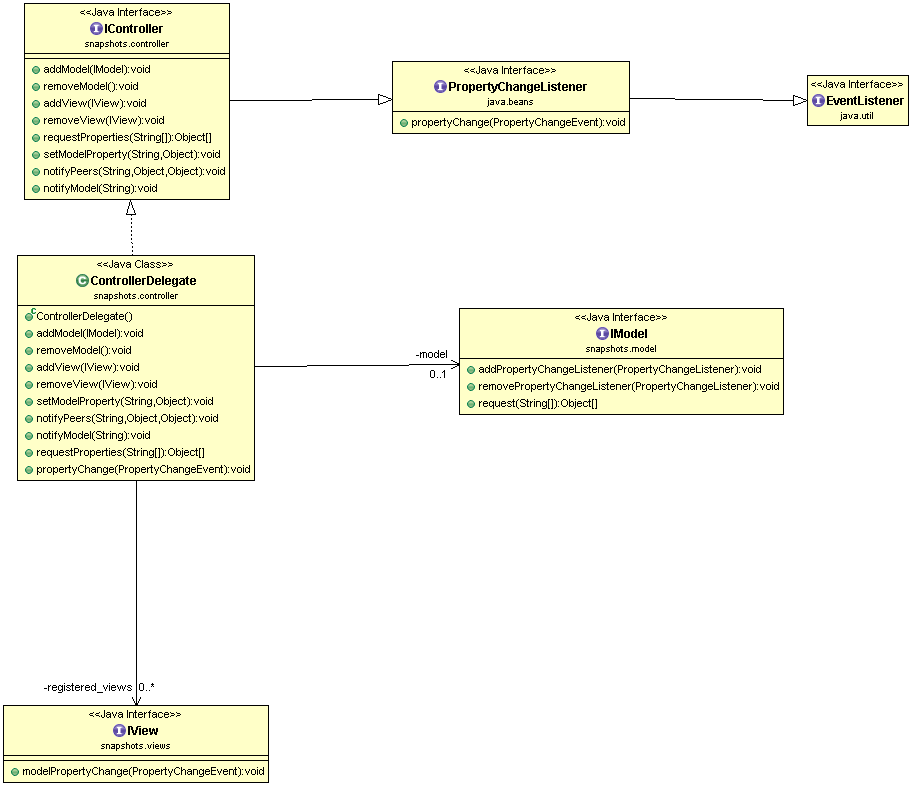 <<Java Interface>>
IController
snapshots.controller
addModel(IModel):void
removeModel():void
addView(IView):void
removeView(IView):void
requestProperties(String[]):Object[]
setModelProperty(String,Object):void
notifyPeers(String,Object,Object):void
notifyModel(String):void
<<Java Interface>>
PropertyChangeListener
java.beans
propertyChange(PropertyChangeEvent):void
<<Java Interface>>
EventListener
java.util
<<Java Class>>
ControllerDelegate
snapshots.controller
ControllerDelegate()
addModel(IModel):void
removeModel():void
addView(IView):void
removeView(IView):void
setModelProperty(String,Object):void
notifyPeers(String,Object,Object):void
notifyModel(String):void
requestProperties(String[]):Object[]
propertyChange(PropertyChangeEvent):void
-model
0..1
<<Java Interface>>
IModel
snapshots.model
addPropertyChangeListener(PropertyChangeListener):void
removePropertyChangeListener(PropertyChangeListener):void
request(String[]):Object[]
-registered_views 0..*
<<Java Interface>>
IView
snapshots.views
modelPropertyChange(PropertyChangeEvent):void